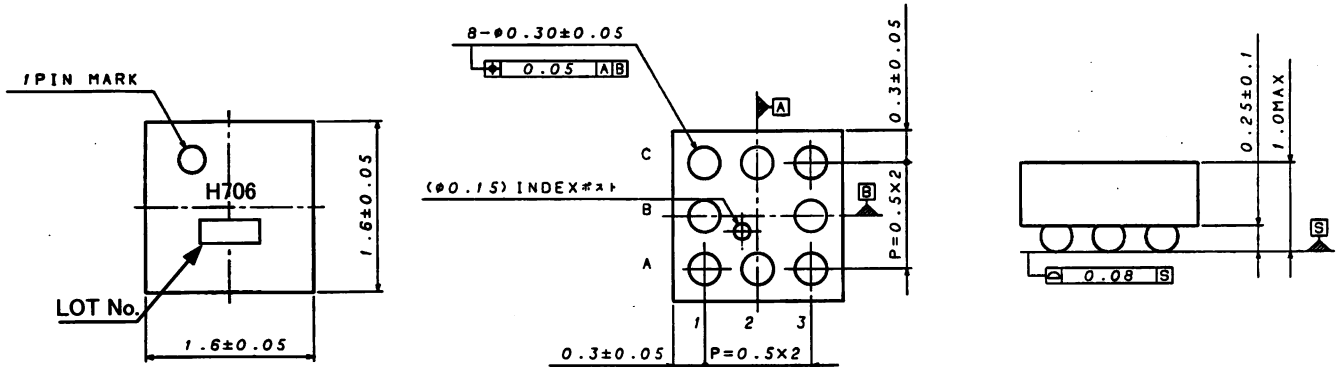 1PIN MARK
H706
LOT No.
1.6±0.05
1.6±0.05
8-φ0.30±0.05
⌖ 0.05 A B
(φ0.15) INDEXポスト
A
B
C
B
A
1 2 3
0.3±0.05
P=0.5×2
0.3±0.05 P=0.5×2
0.25±0.1
1.0MAX
S
⌓ 0.08 S